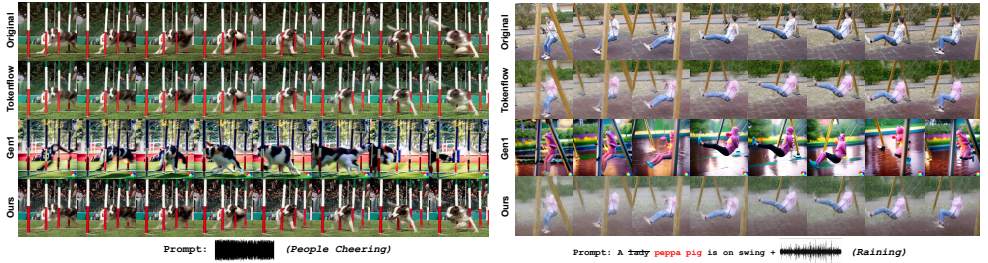 Original
Tokenflow
Gen1
Ours
Prompt: (People Cheering)
Original
Tokenflow
Gen1
Ours
Prompt: A lady peppa pig is on swing + (Raining)